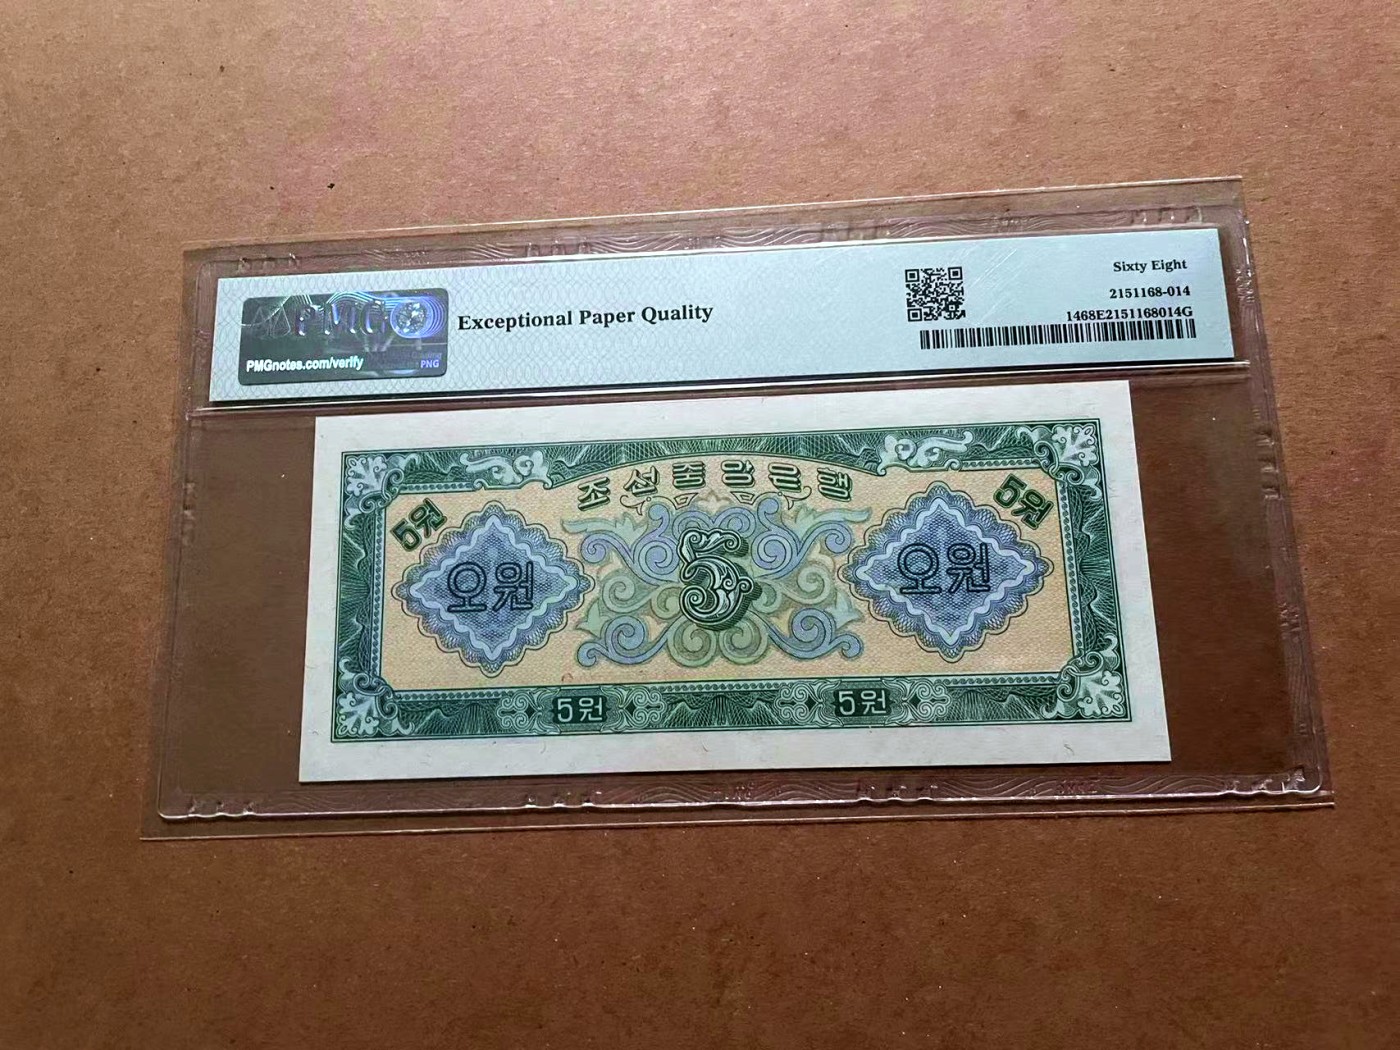 Sixty Eight
PMG
Exceptional Paper Quality
2151168-014
1468E2151168014G
PMGnotes.com/verify
PNG
조선중앙은행
5원
5원
오원
5
오원
5원
5원